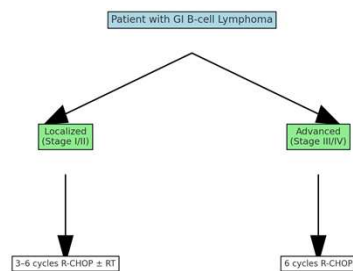 Patient with GI B-cell Lymphoma
Localized
(Stage I/II)
Advanced
(Stage III/IV)
3–6 cycles R-CHOP ± RT
6 cycles R-CHOP